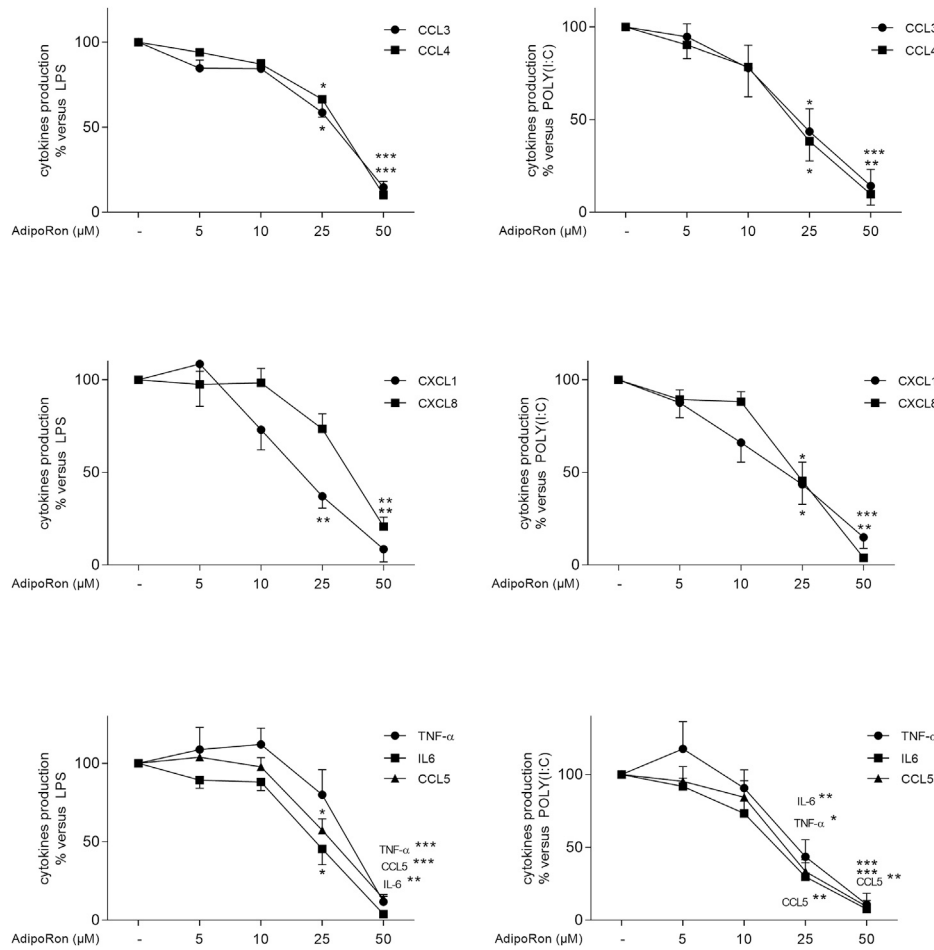 cytokines production
% versus LPS
100
50
0
CCL3
CCL4
*
*
***
***
AdipoRon (µM) - 5 10 25 50
cytokines production
% versus POLY(I:C)
100
50
0
CCL3
CCL4
*
*
***
**
AdipoRon (µM) - 5 10 25 50
cytokines production
% versus LPS
100
50
0
CXCL1
CXCL8
**
**
**
AdipoRon (µM) - 5 10 25 50
cytokines production
% versus POLY(I:C)
100
50
0
CXCL1
CXCL8
*
*
***
**
AdipoRon (µM) - 5 10 25 50
cytokines production
% versus LPS
100
50
0
TNF-α
IL6
CCL5
*
*
TNF-α ***
CCL5 ***
IL-6 **
AdipoRon (µM) - 5 10 25 50
cytokines production
% versus POLY(I:C)
100
50
0
TNF-α
IL6
CCL5
IL-6 **
TNF-α *
CCL5 **
***
***
CCL5 **
AdipoRon (µM) - 5 10 25 50